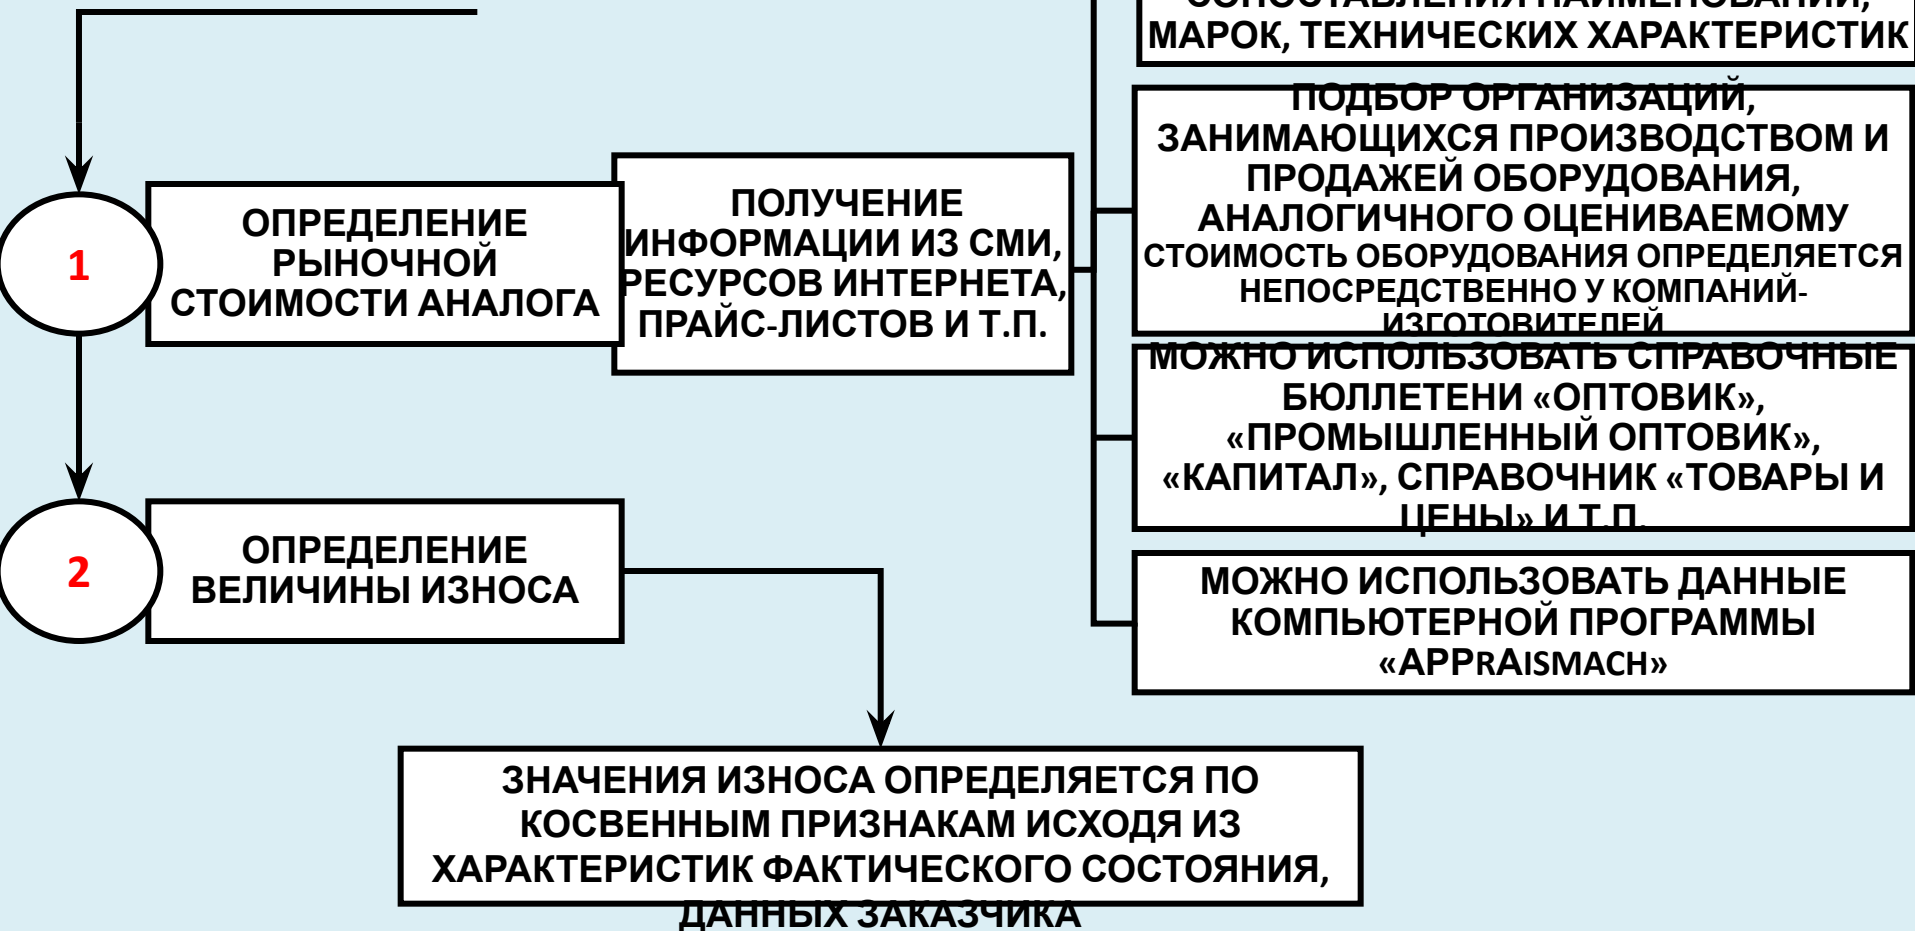 СОПОСТАВЛЕНИЯ НАИМЕНОВАНИЙ,
МАРОК, ТЕХНИЧЕСКИХ ХАРАКТЕРИСТИК
1
ОПРЕДЕЛЕНИЕ
РЫНОЧНОЙ
СТОИМОСТИ АНАЛОГА
ПОЛУЧЕНИЕ
ИНФОРМАЦИИ ИЗ СМИ,
РЕСУРСОВ ИНТЕРНЕТА,
ПРАЙС-ЛИСТОВ И Т.П.
ПОДБОР ОРГАНИЗАЦИЙ,
ЗАНИМАЮЩИХСЯ ПРОИЗВОДСТВОМ И
ПРОДАЖЕЙ ОБОРУДОВАНИЯ,
АНАЛОГИЧНОГО ОЦЕНИВАЕМОМУ
СТОИМОСТЬ ОБОРУДОВАНИЯ ОПРЕДЕЛЯЕТСЯ
НЕПОСРЕДСТВЕННО У КОМПАНИЙ-
ИЗГОТОВИТЕЛЕЙ
МОЖНО ИСПОЛЬЗОВАТЬ СПРАВОЧНЫЕ
БЮЛЛЕТЕНИ «ОПТОВИК»,
«ПРОМЫШЛЕННЫЙ ОПТОВИК»,
«КАПИТАЛ», СПРАВОЧНИК «ТОВАРЫ И
ЦЕНЫ» И Т.П.
МОЖНО ИСПОЛЬЗОВАТЬ ДАННЫЕ
КОМПЬЮТЕРНОЙ ПРОГРАММЫ
«APPRAISMACH»
2
ОПРЕДЕЛЕНИЕ
ВЕЛИЧИНЫ ИЗНОСА
ЗНАЧЕНИЯ ИЗНОСА ОПРЕДЕЛЯЕТСЯ ПО
КОСВЕННЫМ ПРИЗНАКАМ ИСХОДЯ ИЗ
ХАРАКТЕРИСТИК ФАКТИЧЕСКОГО СОСТОЯНИЯ,
ДАННЫХ ЗАКАЗЧИКА